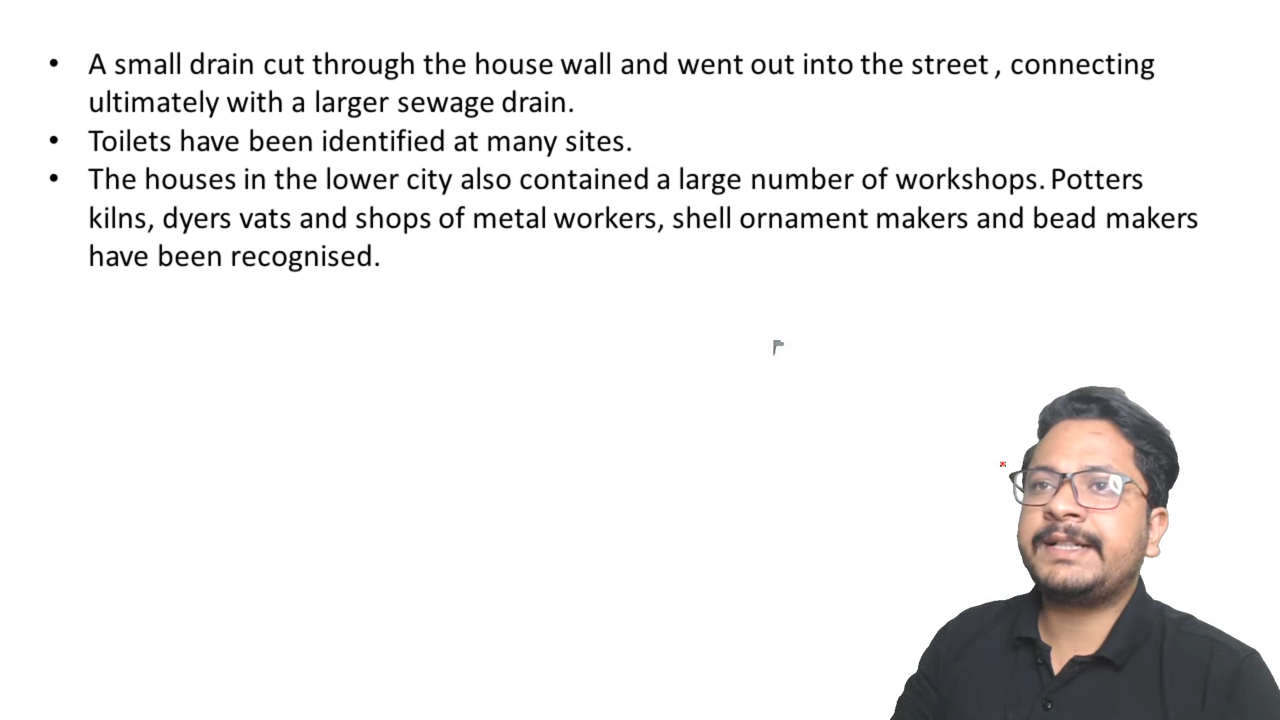 • A small drain cut through the house wall and went out into the street , connecting
ultimately with a larger sewage drain.
• Toilets have been identified at many sites.
• The houses in the lower city also contained a large number of workshops. Potters
kilns, dyers vats and shops of metal workers, shell ornament makers and bead makers
have been recognised.